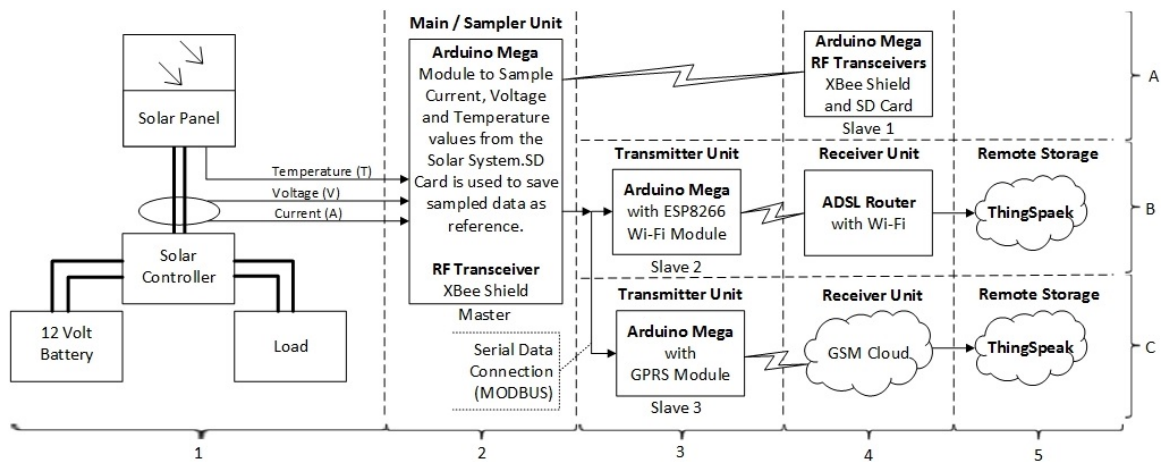 Solar Panel
Temperature (T)
Voltage (V)
Current (A)
Solar
Controller
12 Volt
Battery
Load
Main / Sampler Unit
Arduino Mega
Module to Sample
Current, Voltage
and Temperature
values from the
Solar System.SD
Card is used to save
sampled data as
reference.
RF Transceiver
XBee Shield
Master
Serial Data
Connection
(MODBUS)
Arduino Mega
RF Transceivers
XBee Shield
and SD Card
Slave 1
A
Transmitter Unit
Arduino Mega
with ESP8266
Wi-Fi Module
Slave 2
Receiver Unit
ADSL Router
with Wi-Fi
Remote Storage
ThingSpaek
B
Transmitter Unit
Arduino Mega
with
GPRS Module
Slave 3
Receiver Unit
GSM Cloud
Remote Storage
ThingSpeak
C
1
2
3
4
5